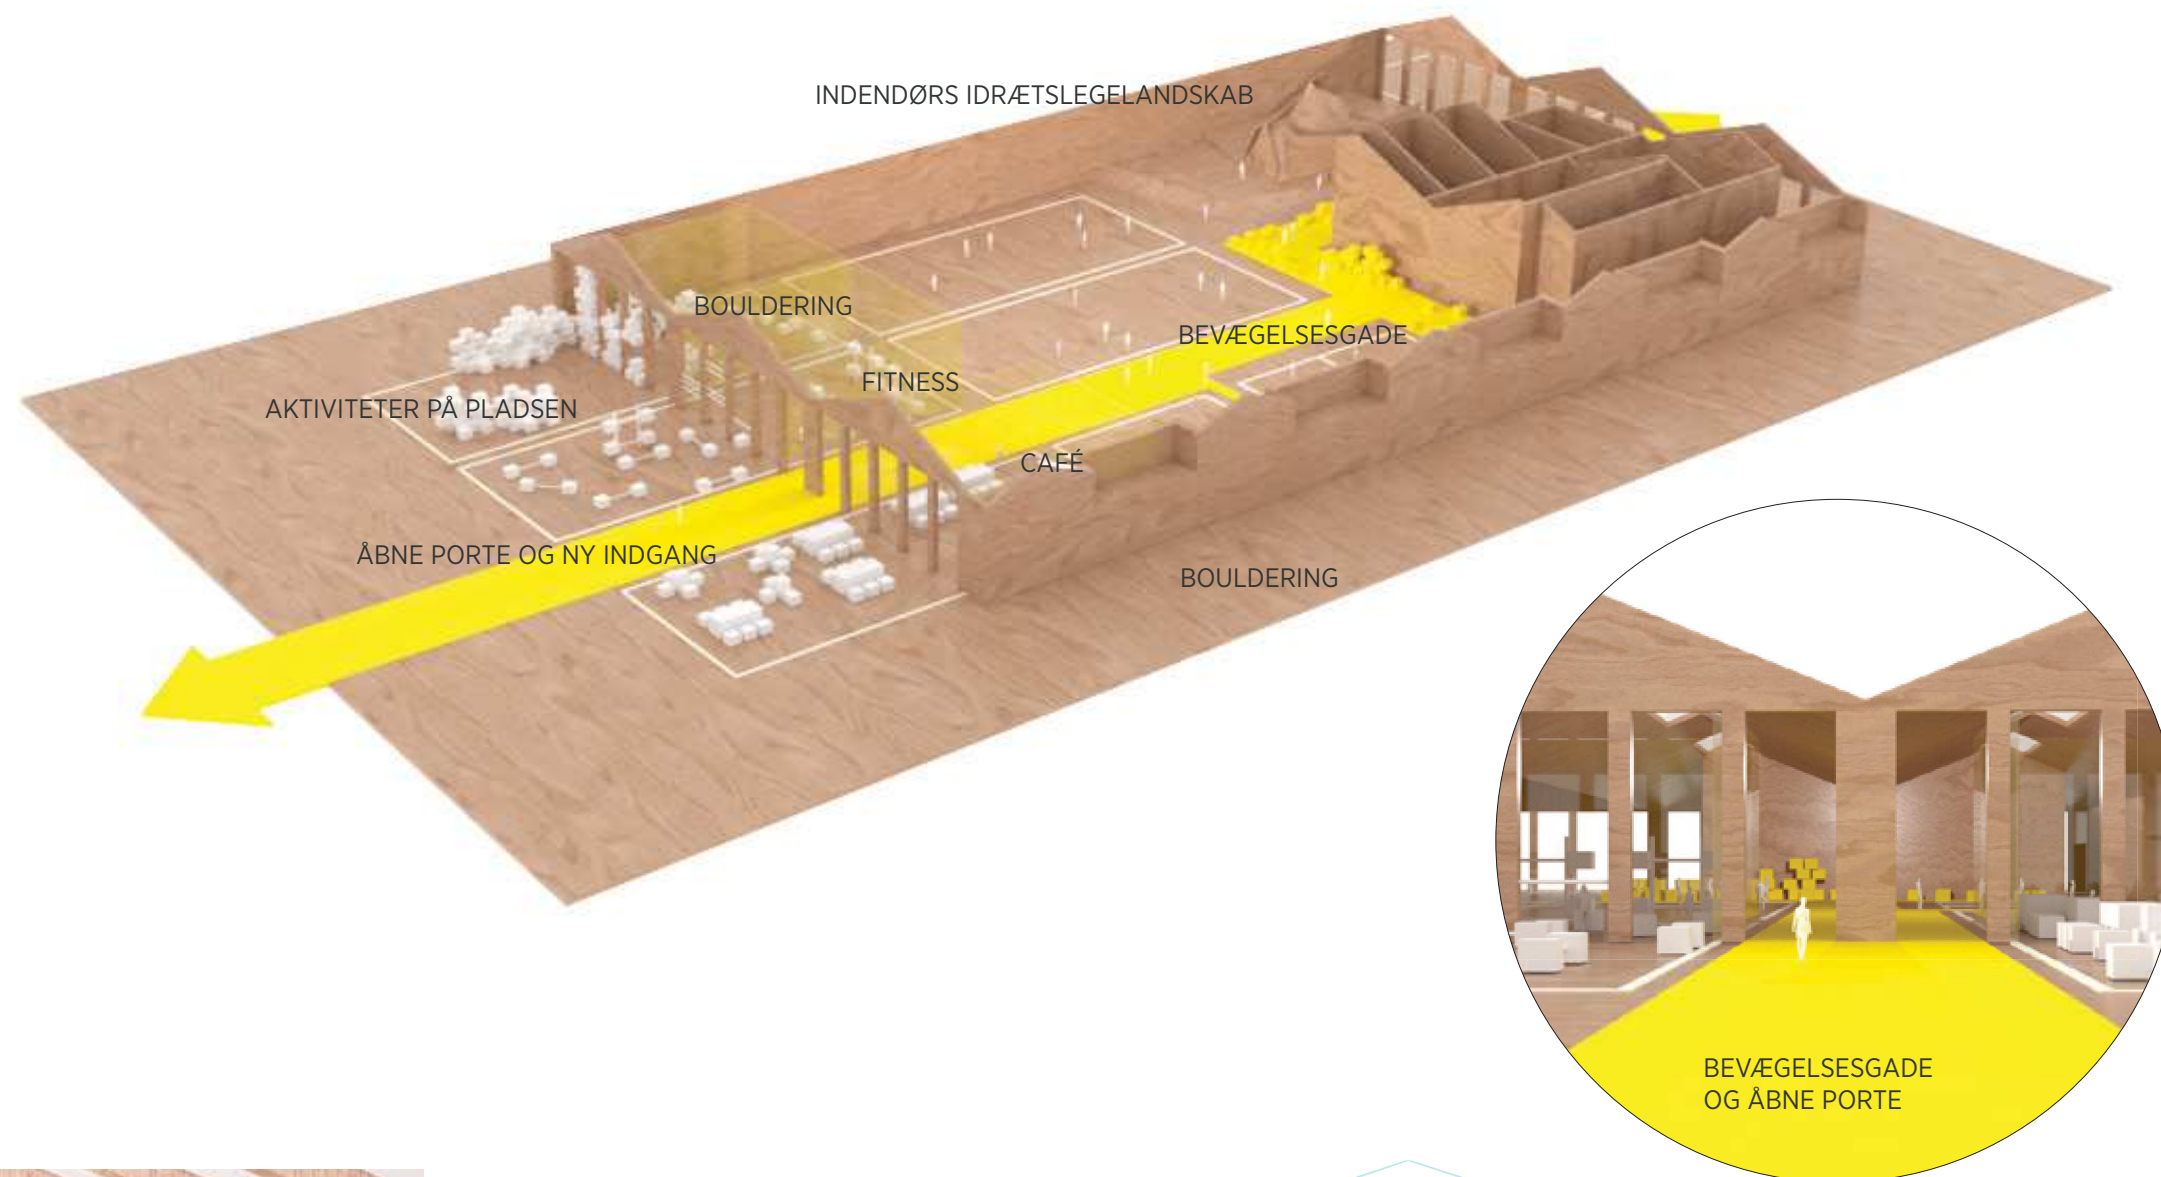 INDENDØRS IDRÆTSLEGELANDSKAB
BOULDERING
BEVÆGELSESGADE
FITNESS
AKTIVITETER PÅ PLADSEN
CAFÉ
ÅBNE PORTE OG NY INDGANG
BOULDERING
BEVÆGELSESGADE
OG ÅBNE PORTE